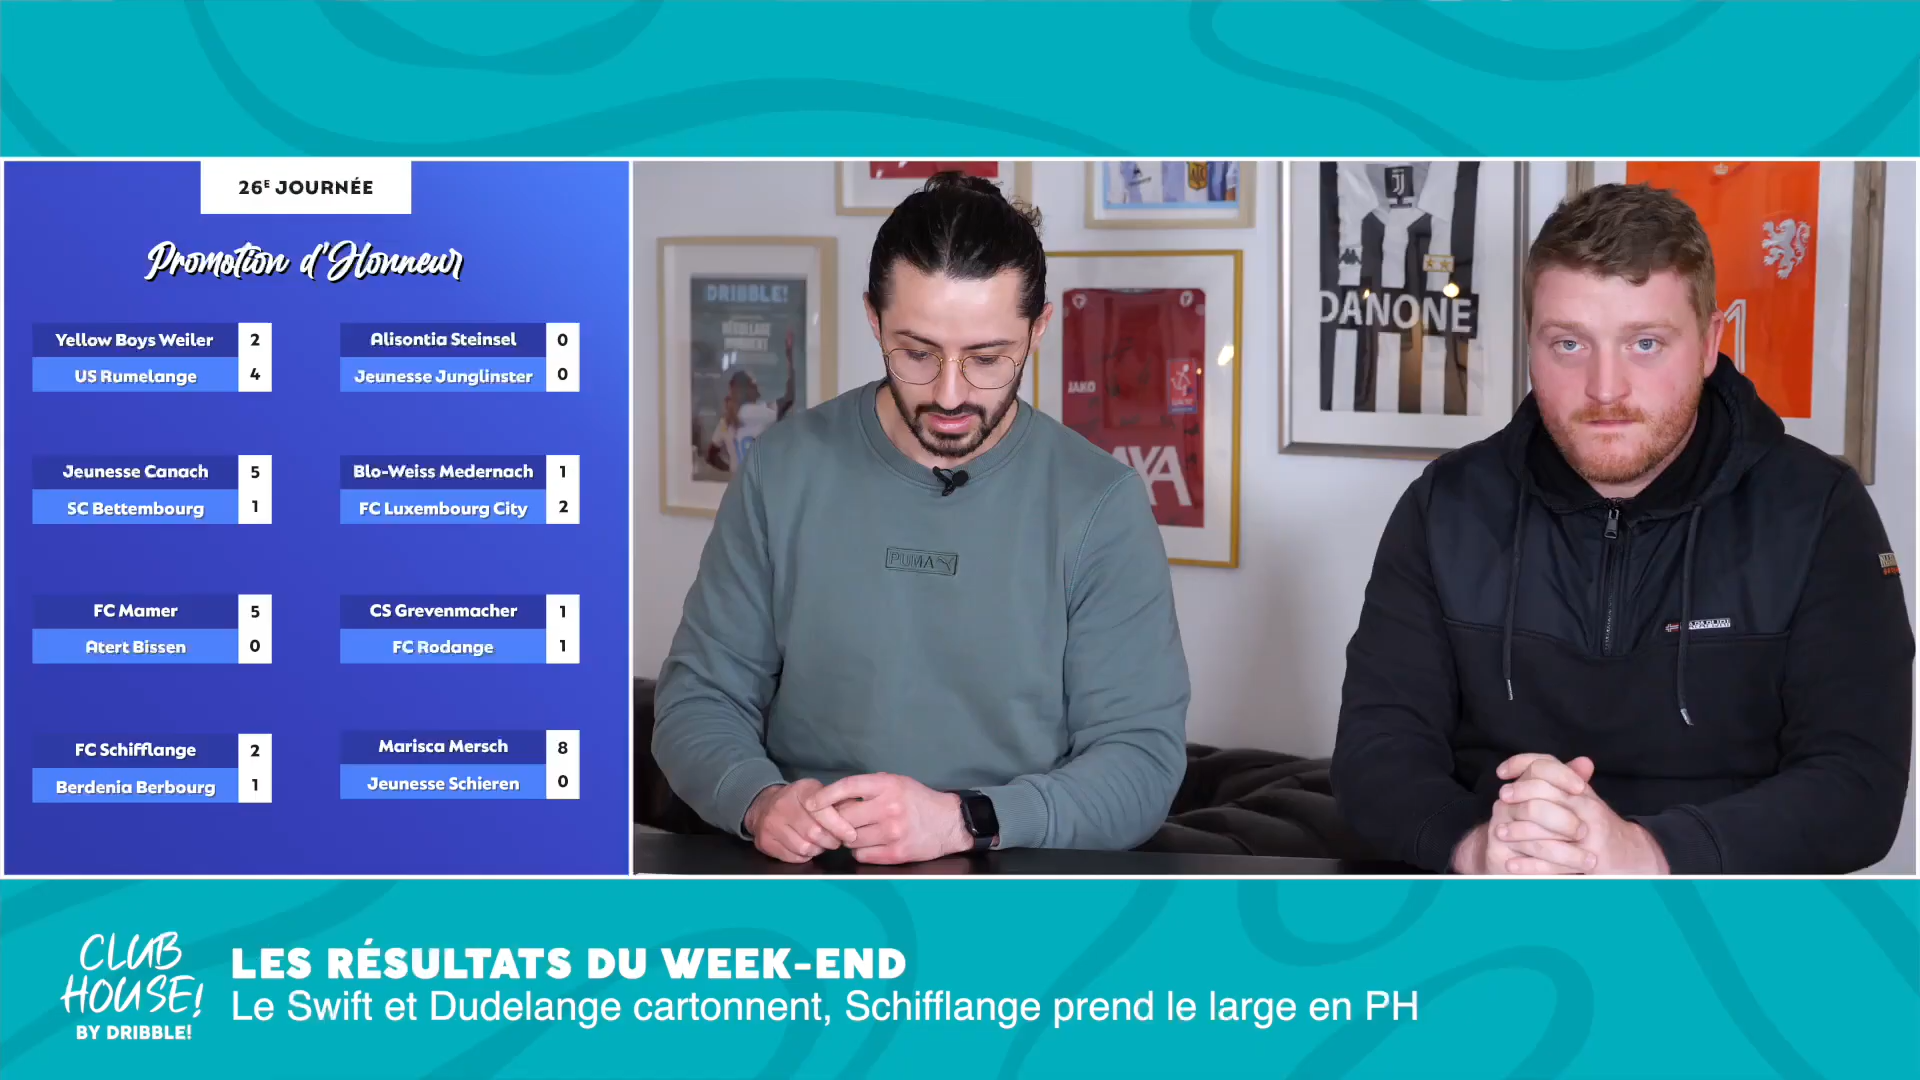 26E JOURNÉE
Promotion d'Honneur
Yellow Boys Weiler 2
US Rumelange 4
Alisontia Steinsel 0
Jeunesse Junglinster 0
Jeunesse Canach 5
SC Bettembourg 1
Blo-Weiss Medernach 1
FC Luxembourg City 2
FC Mamer 5
Atert Bissen 0
CS Grevenmacher 1
FC Rodange 1
FC Schifflange 2
Berdenia Berbourg 1
Marisca Mersch 8
Jeunesse Schieren 0
DRIBBLE!
JAKO
PUMA
DANONE
1
CLUB
HOUSE!
BY DRIBBLE!
LES RÉSULTATS DU WEEK-END
Le Swift et Dudelange cartonnent, Schifflange prend le large en PH